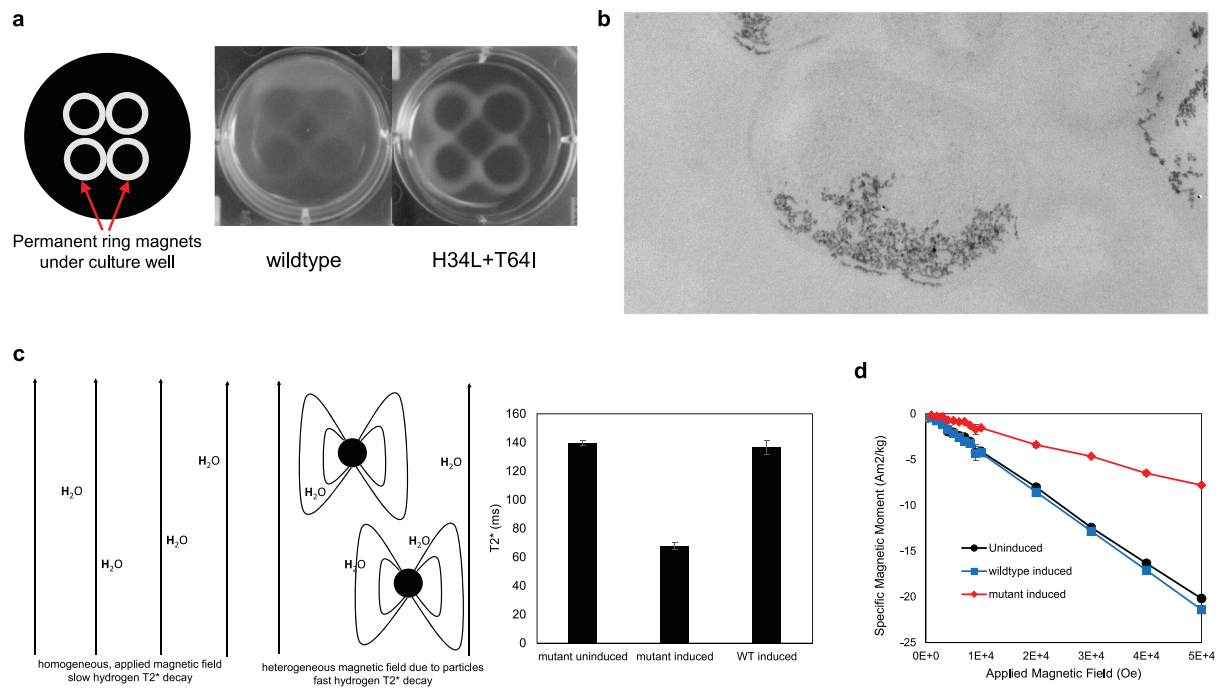 a
Permanent ring magnets
under culture well
wildtype
H34L+T64I
b
c
H2O
H2O
H2O
H2O
homogeneous, applied magnetic field
slow hydrogen T2* decay
H2O
H2O
H2O
H2O
heterogeneous magnetic field due to particles
fast hydrogen T2* decay
T2* (ms)
160
140
120
100
80
60
40
20
0
mutant uninduced
mutant induced
WT induced
d
Specific Magnetic Moment (Am2/kg)
0
-5
-10
-15
-20
-25
Uninduced
wildtype induced
mutant induced
0E+0
1E+4
2E+4
3E+4
4E+4
5E+4
Applied Magnetic Field (Oe)